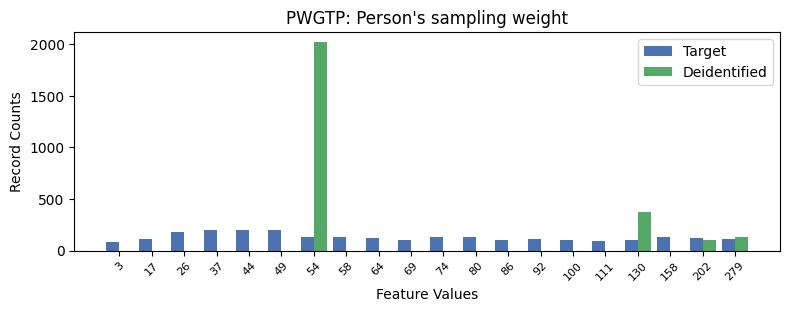 PWGTP: Person's sampling weight
2000
1500
1000
500
0
Record Counts
Target
Deidentified
3 17 26 37 44 49 54 58 64 69 74 80 86 92 100 111 130 158 202 279
Feature Values